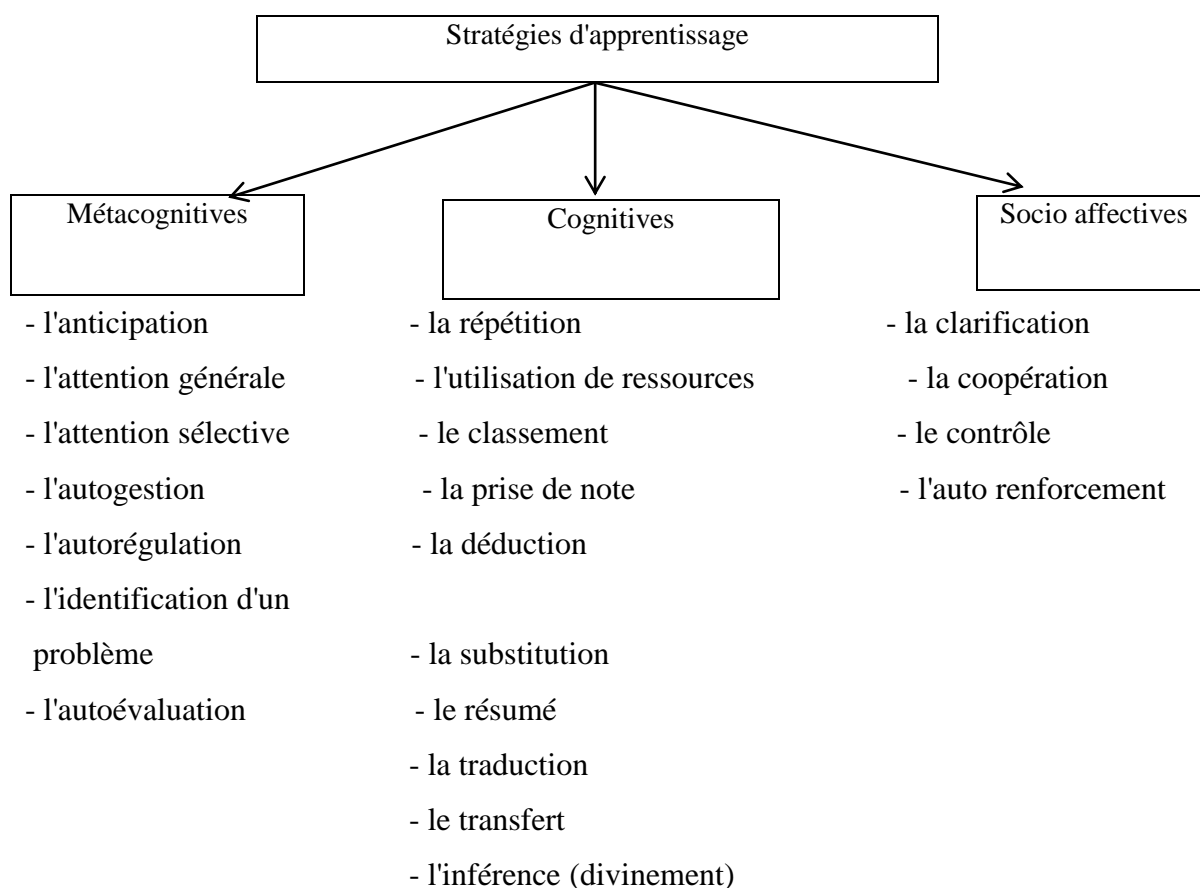 Stratégies d'apprentissage
Métacognitives
- l'anticipation
- l'attention générale
- l'attention sélective
- l'autogestion
- l'autorégulation
- l'identification d'un
problème
- l'autoévaluation
Cognitives
- la répétition
- l'utilisation de ressources
- le classement
- la prise de note
- la déduction
- la substitution
- le résumé
- la traduction
- le transfert
- l'inférence (divinement)
Socio affectives
- la clarification
- la coopération
- le contrôle
- l'auto renforcement